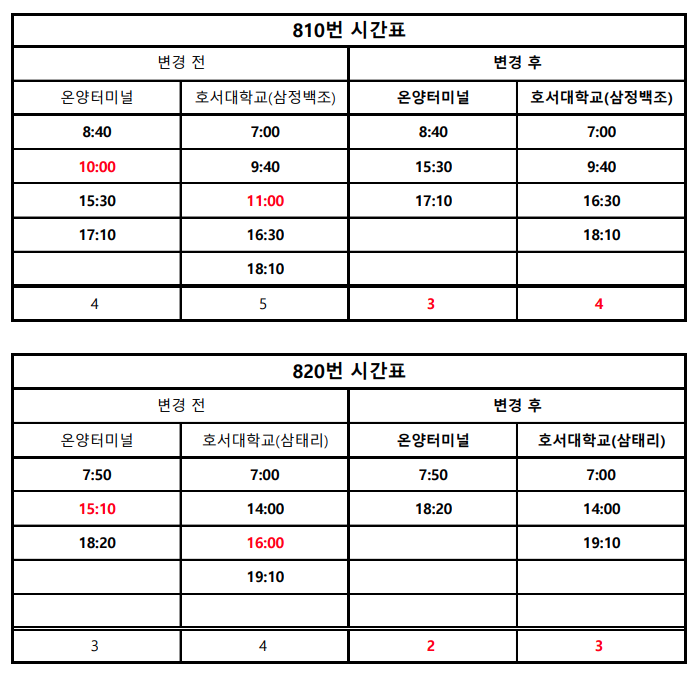 810번 시간표
변경 전 변경 후
온양터미널 호서대학교(삼정백조) 온양터미널 호서대학교(삼정백조)
8:40 7:00 8:40 7:00
10:00 9:40 15:30 9:40
15:30 11:00 17:10 16:30
17:10 16:30 18:10
18:10
4 5 3 4
820번 시간표
변경 전 변경 후
온양터미널 호서대학교(삼태리) 온양터미널 호서대학교(삼태리)
7:50 7:00 7:50 7:00
15:10 14:00 18:20 14:00
18:20 16:00 19:10
19:10
3 4 2 3